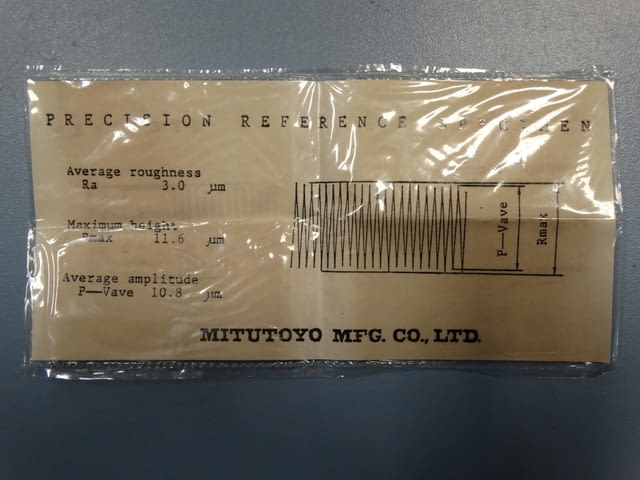 PRECISION REFERENCE SPECIMEN
Average roughness
Ra 3.0 µm
Maximum height
Rmax 11.6 µm
Average amplitude
P—Vave 10.8 µm
P—Vave
Rmax
MITUTOYO MFG. CO., LTD.